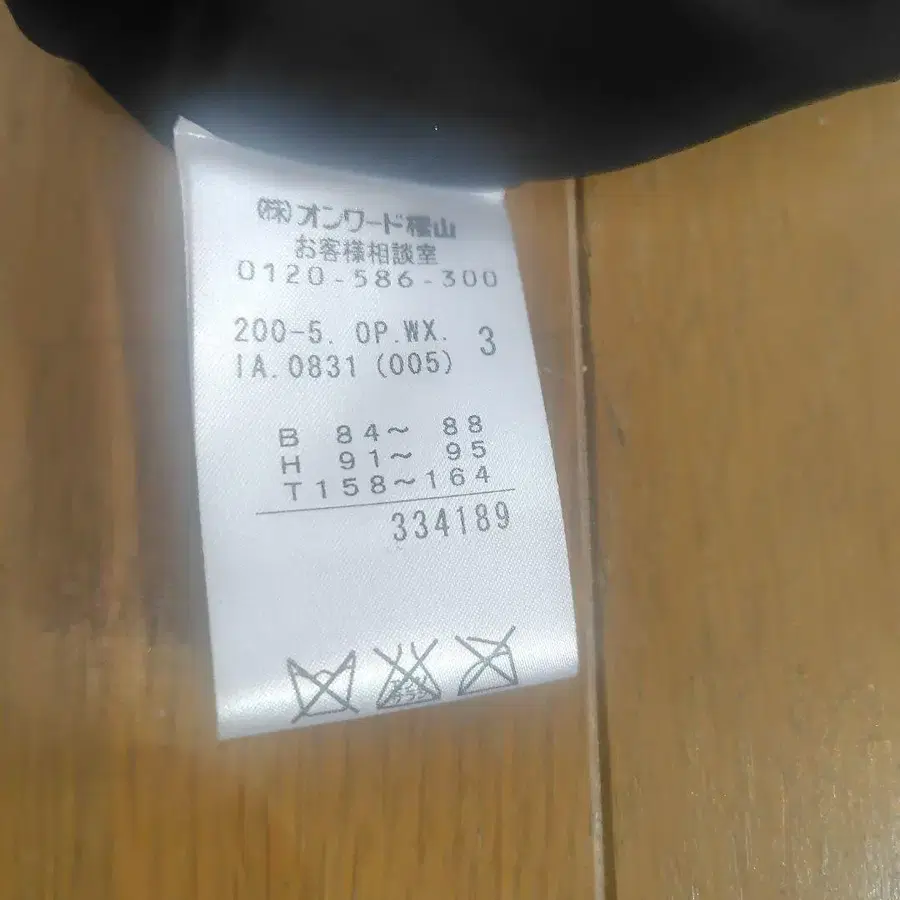 (株)オンワード樫山
お客様相談室
0120-586-300
200-5. OP.WX.
IA.0831 (005) 3
B 84〜 88
H 91〜 95
T158〜164
334189